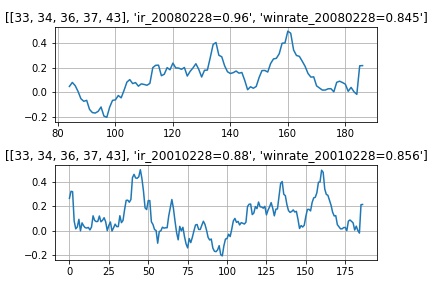 [[33, 34, 36, 37, 43], 'ir_20080228=0.96', 'winrate_20080228=0.845']
0.4
0.2
0.0
−0.2
80 100 120 140 160 180
[[33, 34, 36, 37, 43], 'ir_20010228=0.88', 'winrate_20010228=0.856']
0.4
0.2
0.0
−0.2
0 25 50 75 100 125 150 175